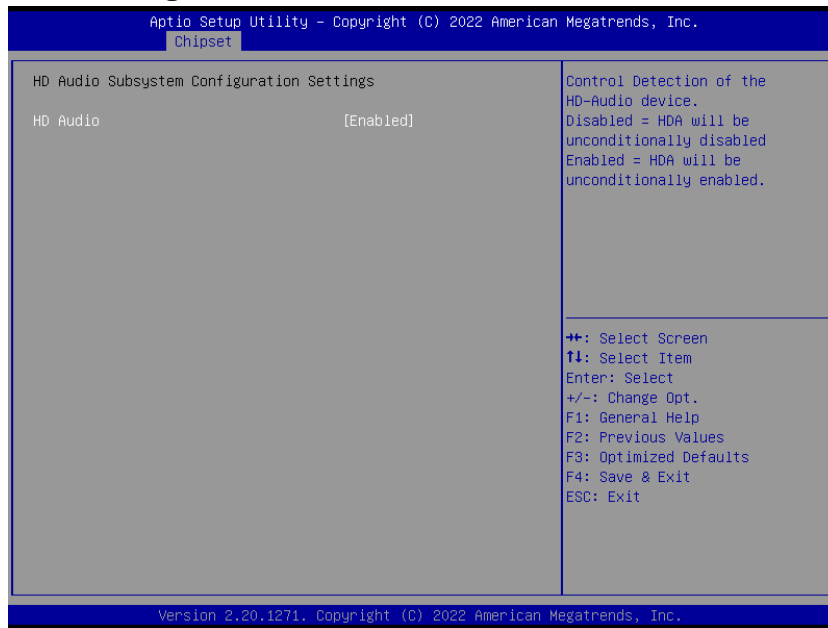 Aptio Setup Utility – Copyright (C) 2022 American Megatrends, Inc.
Chipset
HD Audio Subsystem Configuration Settings
HD Audio [Enabled]
Control Detection of the
HD-Audio device.
Disabled = HDA will be
unconditionally disabled
Enabled = HDA will be
unconditionally enabled.
→←: Select Screen
↑↓: Select Item
Enter: Select
+/-: Change Opt.
F1: General Help
F2: Previous Values
F3: Optimized Defaults
F4: Save & Exit
ESC: Exit
Version 2.20.1271. Copyright (C) 2022 American Megatrends, Inc.